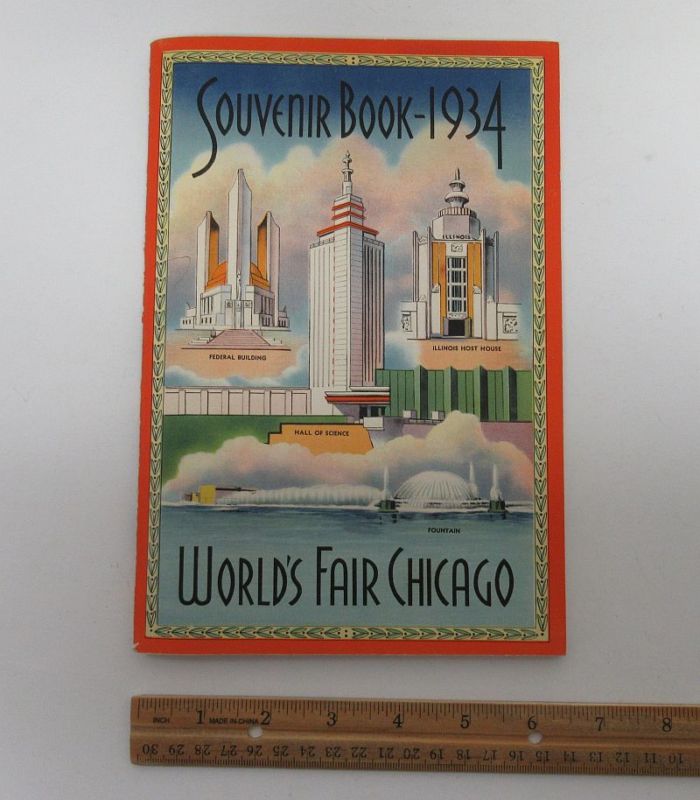 SOUVENIR BOOK-1934
ILLINOIS
FEDERAL BUILDING
ILLINOIS HOST HOUSE
HALL OF SCIENCE
FOUNTAIN
WORLD'S FAIR CHICAGO
INCH 1 MADE IN CHINA 2 3 4 5 6 7 8
30 29 28 27 26 25 24 23 22 21 20 19 18 17 16 15 14 13 12 11 10